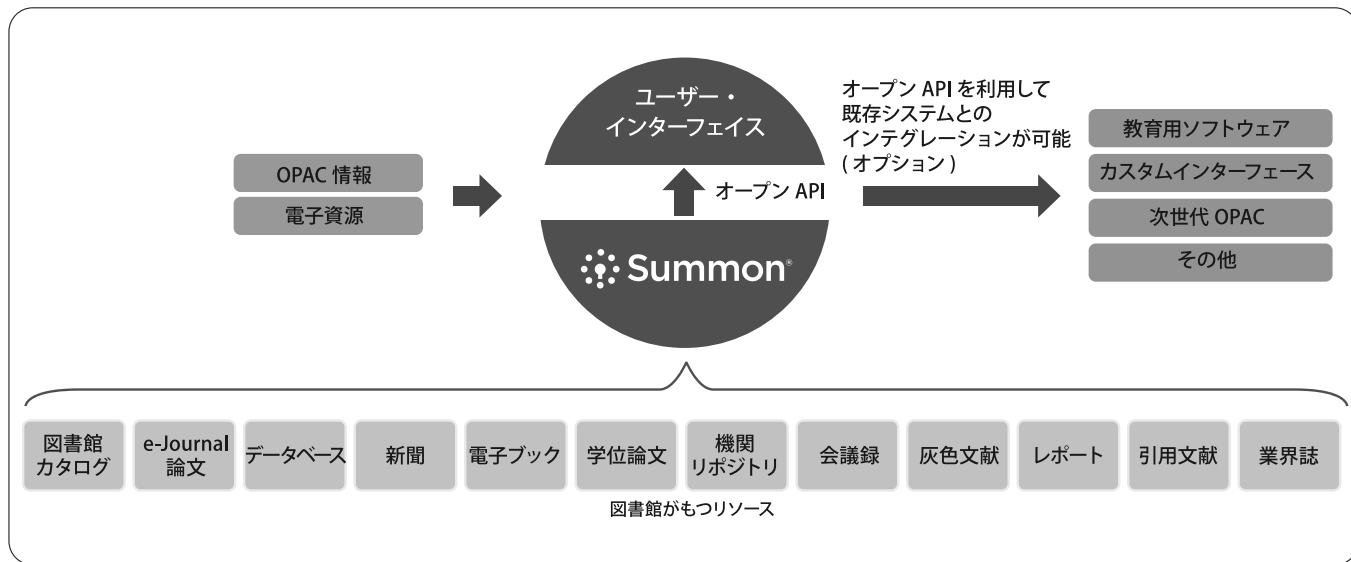 ユーザー・
インターフェイス
オープン API を利用して
既存システムとの
インテグレーションが可能
( オプション )
OPAC 情報
電子資源
オープン API
教育用ソフトウェア
カスタムインターフェース
次世代 OPAC
その他
Summon®
図書館
カタログ
e-Journal
論文
データベース
新聞
電子ブック
学位論文
機関
リポジトリ
会議録
灰色文献
レポート
引用文献
業界誌
図書館がもつリソース